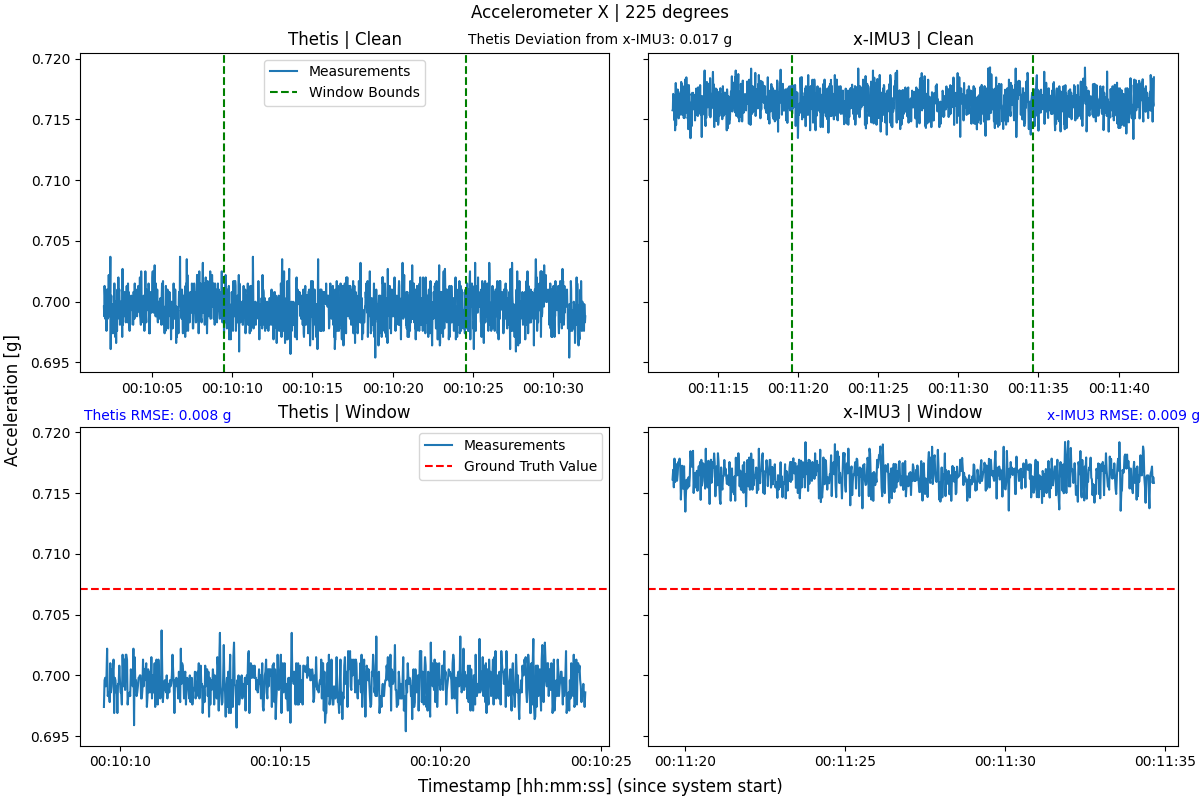 Accelerometer X | 225 degrees
Thetis | Clean
Thetis Deviation from x-IMU3: 0.017 g
x-IMU3 | Clean
Measurements
Window Bounds
0.720
0.715
0.710
0.705
0.700
0.695
00:10:05 00:10:10 00:10:15 00:10:20 00:10:25 00:10:30
00:11:15 00:11:20 00:11:25 00:11:30 00:11:35 00:11:40
Acceleration [g]
Thetis RMSE: 0.008 g
Thetis | Window
x-IMU3 | Window
x-IMU3 RMSE: 0.009 g
Measurements
Ground Truth Value
0.720
0.715
0.710
0.705
0.700
0.695
00:10:10 00:10:15 00:10:20 00:10:25
00:11:20 00:11:25 00:11:30 00:11:35
Timestamp [hh:mm:ss] (since system start)